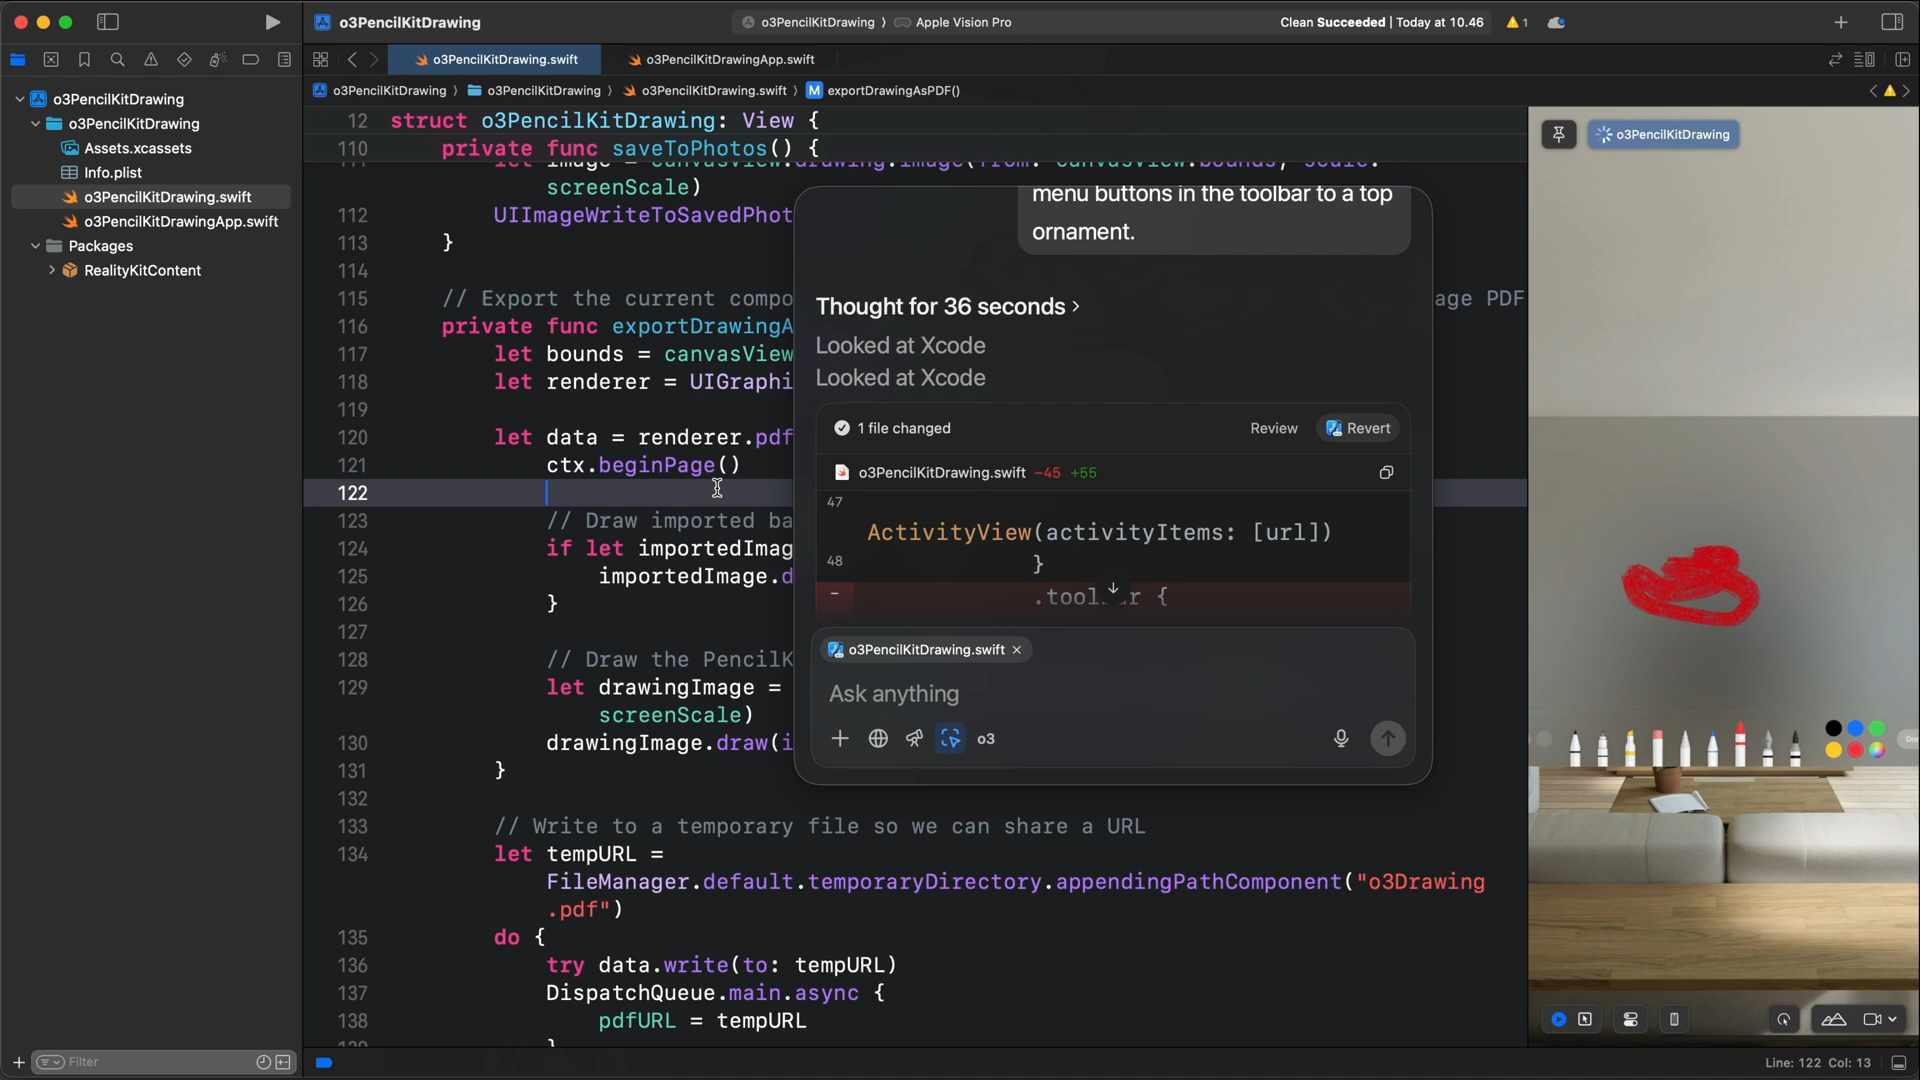 o3PencilKitDrawing
o3PencilKitDrawing 〉 Apple Vision Pro
Clean Succeeded | Today at 10.46
1
o3PencilKitDrawing.swift
o3PencilKitDrawingApp.swift
o3PencilKitDrawing 〉 o3PencilKitDrawing 〉 o3PencilKitDrawing.swift 〉 M exportDrawingAsPDF()
o3PencilKitDrawing
o3PencilKitDrawing
Assets.xcassets
Info.plist
o3PencilKitDrawing.swift
o3PencilKitDrawingApp.swift
Packages
RealityKitContent
Filter
12 struct o3PencilKitDrawing: View {
110 private func saveToPhotos() {
111 let image = canvasView.drawing.image(from: canvasView.bounds, scale:
screenScale)
112 UIImageWriteToSavedPhot
113 }
114
115 // Export the current compo
age PDF
116 private func exportDrawingA
117 let bounds = canvasView
118 let renderer = UIGraphi
119
120 let data = renderer.pdf
121 ctx.beginPage()
122
123 // Draw imported ba
124 if let importedImag
125 importedImage.d
126 }
127
128 // Draw the PencilK
129 let drawingImage =
screenScale)
130 drawingImage.draw(i
131 }
132
133 // Write to a temporary file so we can share a URL
134 let tempURL =
FileManager.default.temporaryDirectory.appendingPathComponent("o3Drawing
.pdf")
135 do {
136 try data.write(to: tempURL)
137 DispatchQueue.main.async {
138 pdfURL = tempURL
139 }
menu buttons in the toolbar to a top
ornament.
Thought for 36 seconds >
Looked at Xcode
Looked at Xcode
1 file changed
Review
Revert
o3PencilKitDrawing.swift -45 +55
47
ActivityView(activityItems: [url])
48 }
- .toolbar {
o3PencilKitDrawing.swift ×
Ask anything
o3
o3PencilKitDrawing
Line: 122 Col: 13